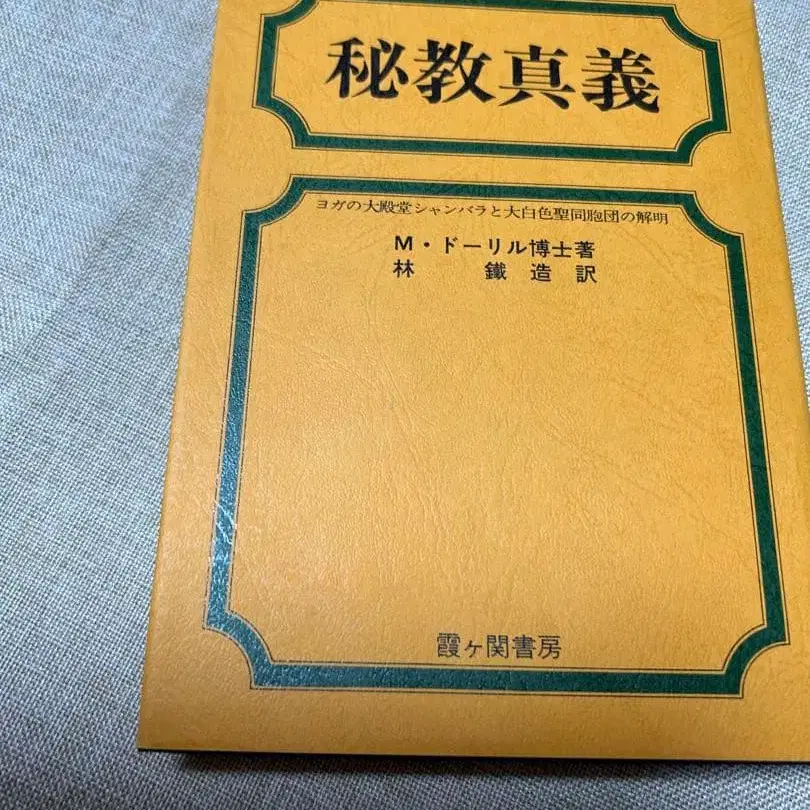 秘教真義
ヨガの大殿堂シャンバラと大白色聖同胞団の解明
M・ドーリル博士著
林 鐵造訳
霞ヶ関書房